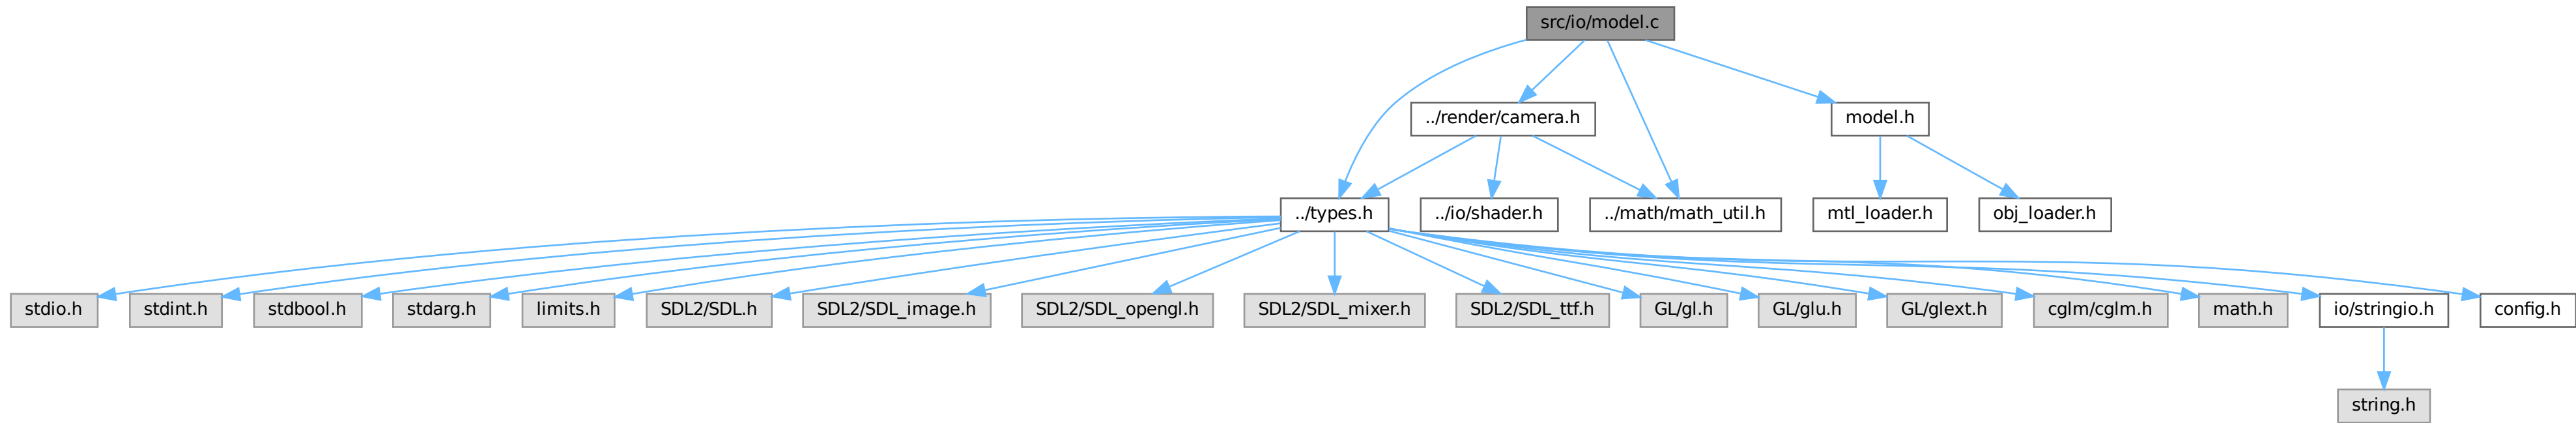 src/io/model.c
../render/camera.h
model.h
../types.h
../io/shader.h
../math/math_util.h
mtl_loader.h
obj_loader.h
stdio.h
stdint.h
stdbool.h
stdarg.h
limits.h
SDL2/SDL.h
SDL2/SDL_image.h
SDL2/SDL_opengl.h
SDL2/SDL_mixer.h
SDL2/SDL_ttf.h
GL/gl.h
GL/glu.h
GL/glext.h
cglm/cglm.h
math.h
io/stringio.h
config.h
string.h